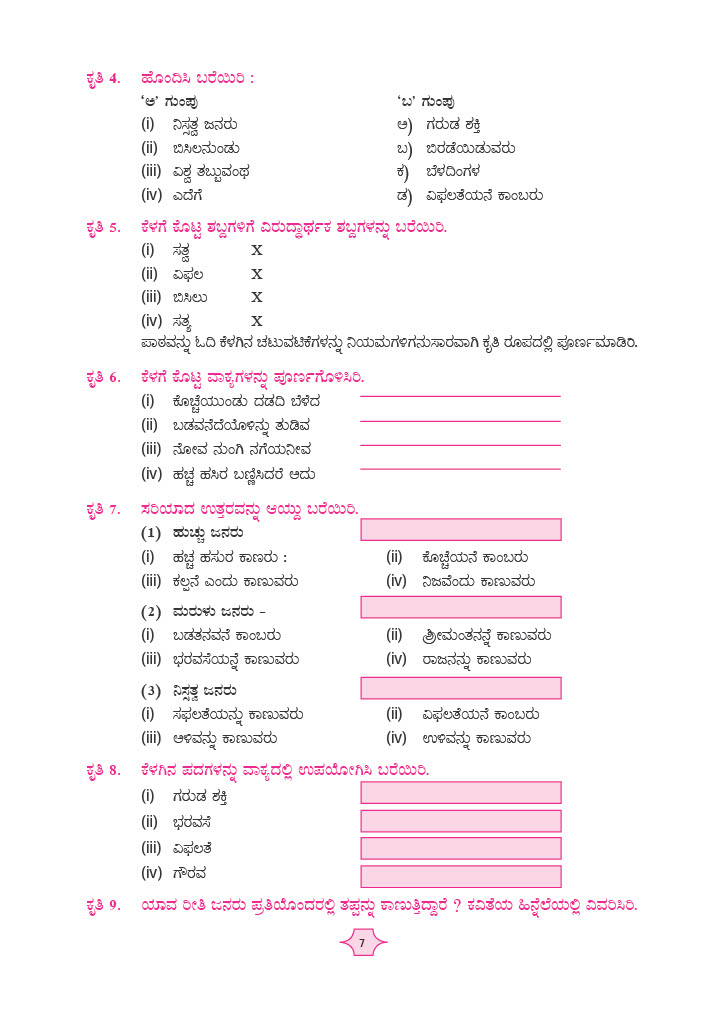 ಕೃತಿ 4. ಹೊಂದಿಸಿ ಬರೆಯಿರಿ :
'ಅ' ಗುಂಪು 'ಬ' ಗುಂಪು
(i) ನಿಸ್ಸತ್ವ ಜನರು ಅ) ಗರುಡ ಶಕ್ತಿ
(ii) ಬಿಸಿಲನುಂಡು ಬ) ಬಿರಡೆಯಿಡುವರು
(iii) ವಿಶ್ವ ತಬ್ಬುವಂಥ ಕ) ಬೆಳದಿಂಗಳ
(iv) ಎದೆಗೆ ಡ) ವಿಫಲತೆಯನೆ ಕಾಂಬರು
ಕೃತಿ 5. ಕೆಳಗೆ ಕೊಟ್ಟ ಶಬ್ದಗಳಿಗೆ ವಿರುದ್ಧಾರ್ಥಕ ಶಬ್ದಗಳನ್ನು ಬರೆಯಿರಿ.
(i) ಸತ್ವ X
(ii) ವಿಫಲ X
(iii) ಬಿಸಿಲು X
(iv) ಸತ್ಯ X
ಪಾಠವನ್ನು ಓದಿ ಕೆಳಗಿನ ಚಟುವಟಿಕೆಗಳನ್ನು ನಿಯಮಗಳಿಗನುಸಾರವಾಗಿ ಕೃತಿ ರೂಪದಲ್ಲಿ ಪೂರ್ಣಮಾಡಿರಿ.
ಕೃತಿ 6. ಕೆಳಗೆ ಕೊಟ್ಟ ವಾಕ್ಯಗಳನ್ನು ಪೂರ್ಣಗೊಳಿಸಿರಿ.
(i) ಕೊಚ್ಚೆಯುಂಡು ದಡದಿ ಬೆಳೆದ
(ii) ಬಡವನೆದೆಯೊಳಿನ್ನು ತುಡಿವ
(iii) ನೋವ ನುಂಗಿ ನಗೆಯನೀವ
(iv) ಹಚ್ಚ ಹಸಿರ ಬಣ್ಣಿಸಿದರೆ ಅದು
ಕೃತಿ 7. ಸರಿಯಾದ ಉತ್ತರವನ್ನು ಆಯ್ದು ಬರೆಯಿರಿ.
(1) ಹುಚ್ಚು ಜನರು
(i) ಹಚ್ಚ ಹಸುರ ಕಾಣರು : (ii) ಕೊಚ್ಚೆಯನೆ ಕಾಂಬರು
(iii) ಕಲ್ಪನೆ ಎಂದು ಕಾಣುವರು (iv) ನಿಜವೆಂದು ಕಾಣುವರು
(2) ಮರುಳು ಜನರು –
(i) ಬಡತನವನೆ ಕಾಂಬರು (ii) ಶ್ರೀಮಂತನನ್ನೆ ಕಾಣುವರು
(iii) ಭರವಸೆಯನ್ನೆ ಕಾಣುವರು (iv) ರಾಜನನ್ನು ಕಾಣುವರು
(3) ನಿಸ್ಸತ್ವ ಜನರು
(i) ಸಫಲತೆಯನ್ನು ಕಾಣುವರು (ii) ವಿಫಲತೆಯನೆ ಕಾಂಬರು
(iii) ಅಳಿವನ್ನು ಕಾಣುವರು (iv) ಉಳಿವನ್ನು ಕಾಣುವರು
ಕೃತಿ 8. ಕೆಳಗಿನ ಪದಗಳನ್ನು ವಾಕ್ಯದಲ್ಲಿ ಉಪಯೋಗಿಸಿ ಬರೆಯಿರಿ.
(i) ಗರುಡ ಶಕ್ತಿ
(ii) ಭರವಸೆ
(iii) ವಿಫಲತೆ
(iv) ಗೌರವ
ಕೃತಿ 9. ಯಾವ ರೀತಿ ಜನರು ಪ್ರತಿಯೊಂದರಲ್ಲಿ ತಪ್ಪನ್ನು ಕಾಣುತ್ತಿದ್ದಾರೆ ? ಕವಿತೆಯ ಹಿನ್ನೆಲೆಯಲ್ಲಿ ವಿವರಿಸಿರಿ.
7